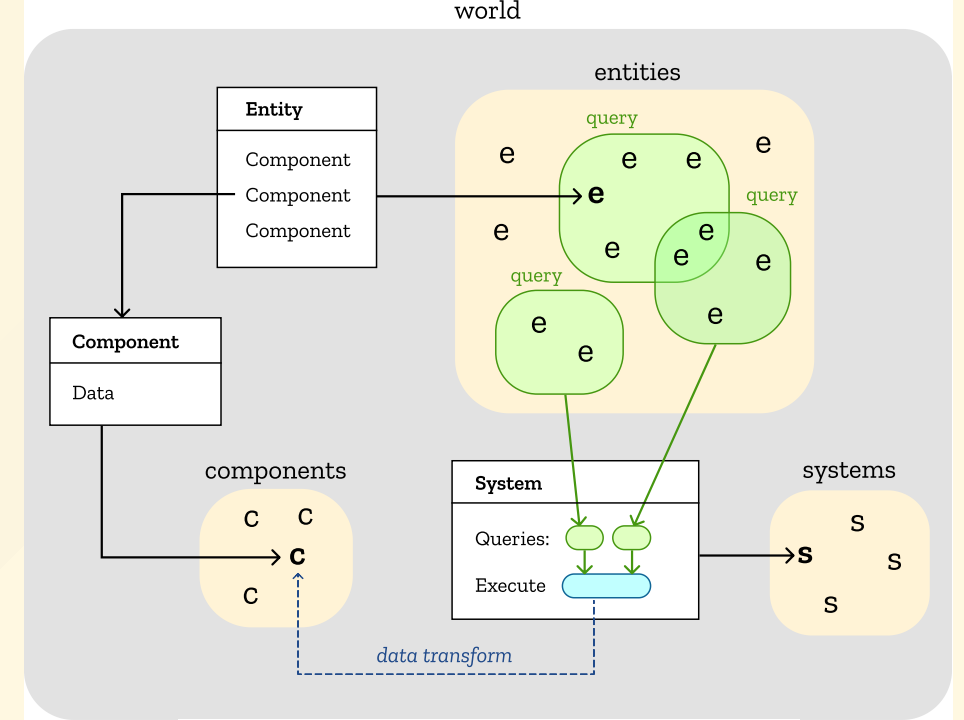 world
entities
Entity
Component
Component
Component
query
e
e
e
e
e
query
e
e
e
e
e
e
query
e
e
e
Component
Data
components
c
c
c
c
System
Queries:
Execute
systems
s
s
s
s
data transform